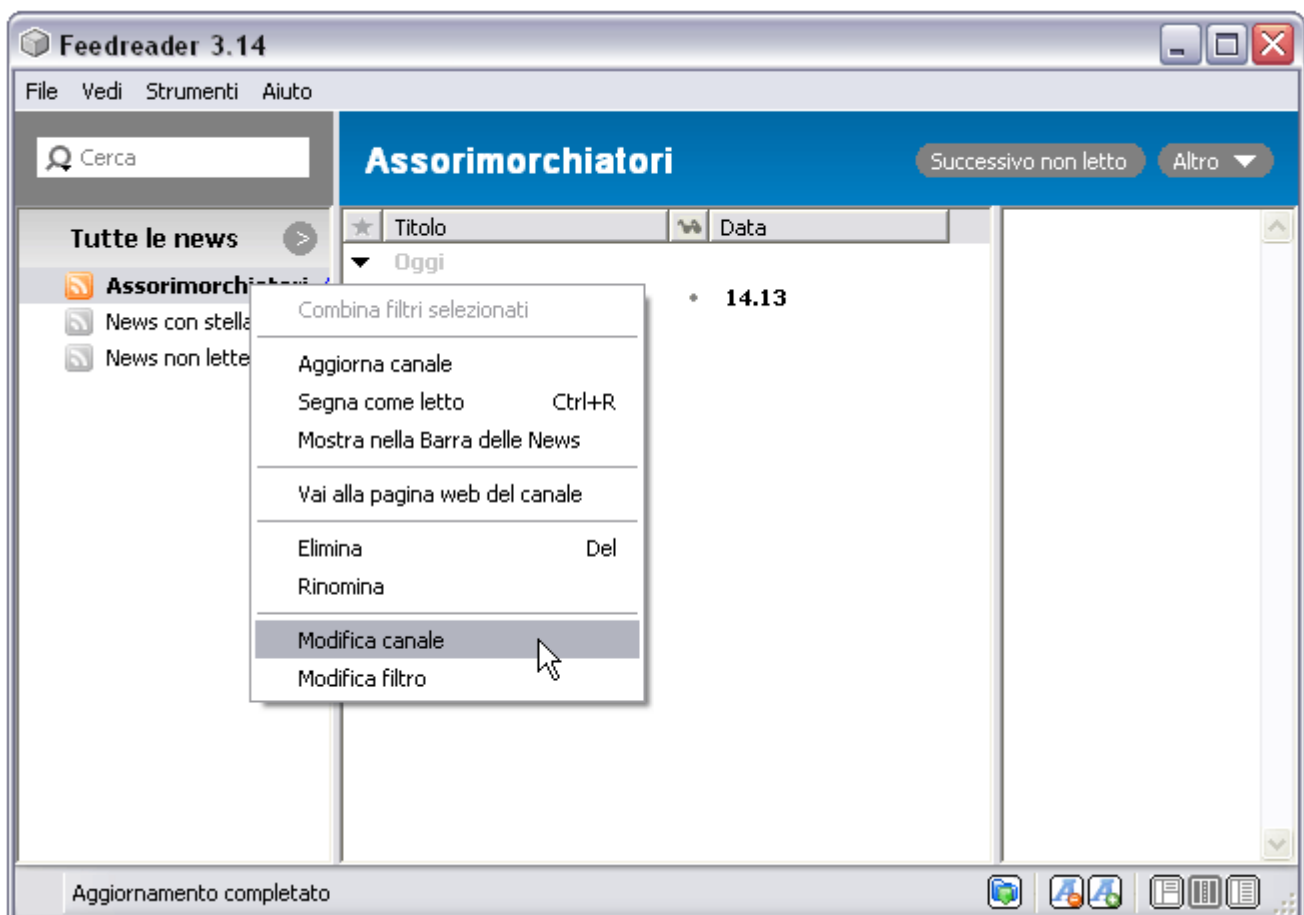 Feedreader 3.14
File Vedi Strumenti Aiuto
Cerca
Assorimorchiatori
Successivo non letto
Altro
Tutte le news
Titolo
Data
Oggi
Assorimorchiatori
14.13
News con stella
News non lette
Combina filtri selezionati
Aggiorna canale
Segna come letto Ctrl+R
Mostra nella Barra delle News
Vai alla pagina web del canale
Elimina Del
Rinomina
Modifica canale
Modifica filtro
Aggiornamento completato